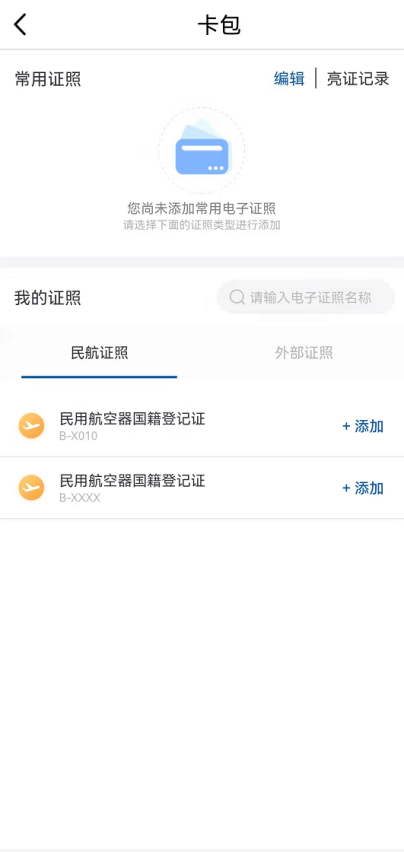 卡包
常用证照
编辑 | 亮证记录
您尚未添加常用电子证照
请选择下面的证照类型进行添加
我的证照
请输入电子证照名称
民航证照
外部证照
民用航空器国籍登记证
B-X010
+ 添加
民用航空器国籍登记证
B-XXXX
+ 添加